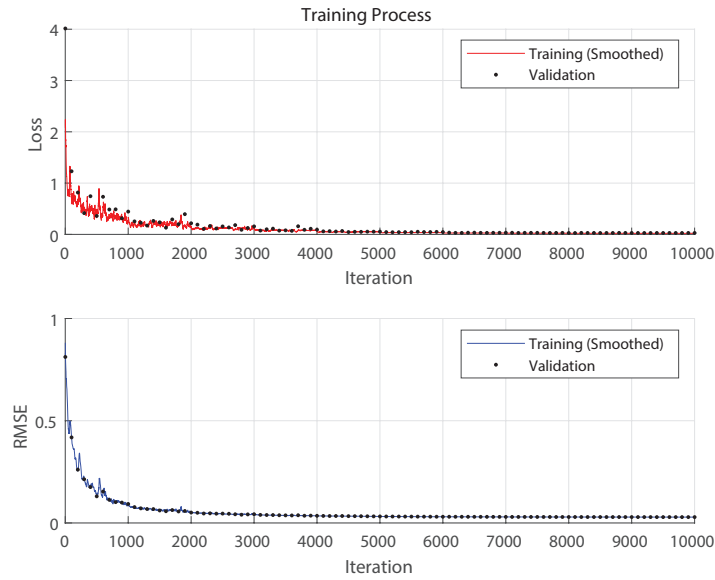 Training Process
4
3
2
1
0
Loss
Training (Smoothed)
Validation
0 1000 2000 3000 4000 5000 6000 7000 8000 9000 10000
Iteration
1
0.5
0
RMSE
Training (Smoothed)
Validation
0 1000 2000 3000 4000 5000 6000 7000 8000 9000 10000
Iteration